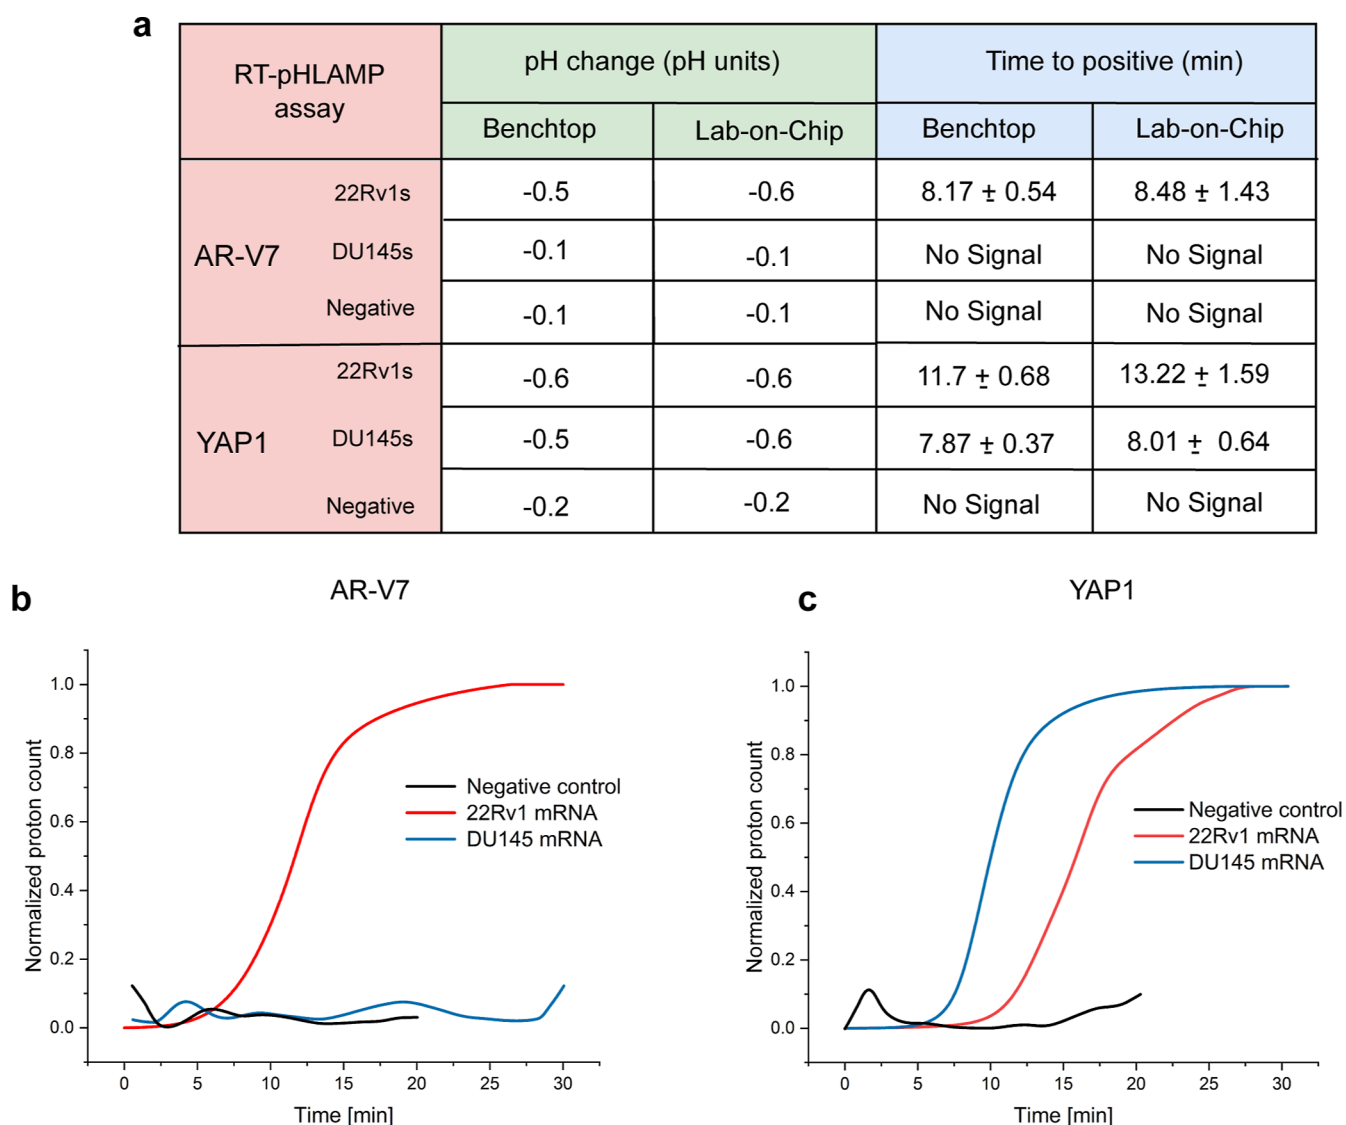 a
RT-pHLAMP
assay
pH change (pH units)
Time to positive (min)
Benchtop
Lab-on-Chip
Benchtop
Lab-on-Chip
AR-V7
22Rv1s
-0.5
-0.6
8.17 ± 0.54
8.48 ± 1.43
DU145s
-0.1
-0.1
No Signal
No Signal
Negative
-0.1
-0.1
No Signal
No Signal
YAP1
22Rv1s
-0.6
-0.6
11.7 ± 0.68
13.22 ± 1.59
DU145s
-0.5
-0.6
7.87 ± 0.37
8.01 ± 0.64
Negative
-0.2
-0.2
No Signal
No Signal
b
AR-V7
Normalized proton count
1.0
0.8
0.6
0.4
0.2
0.0
Negative control
22Rv1 mRNA
DU145 mRNA
0 5 10 15 20 25 30
Time [min]
c
YAP1
Normalized proton count
1.0
0.8
0.6
0.4
0.2
0.0
Negative control
22Rv1 mRNA
DU145 mRNA
0 5 10 15 20 25 30
Time [min]